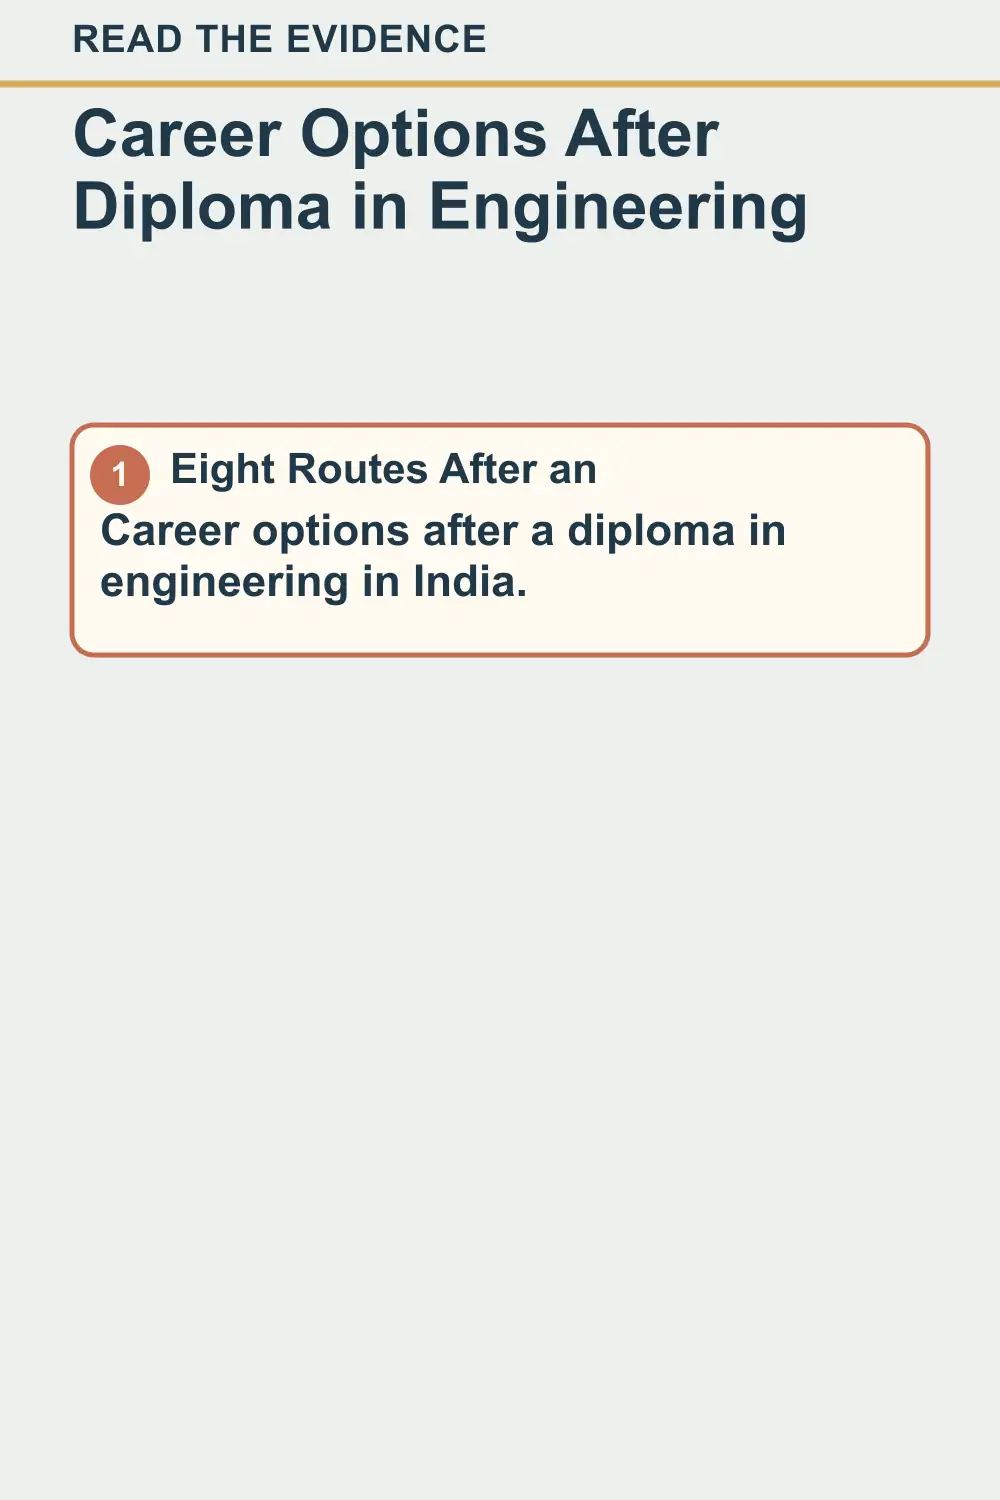 READ THE EVIDENCE
Career Options After
Diploma in Engineering
1 Eight Routes After an
Career options after a diploma in
engineering in India.